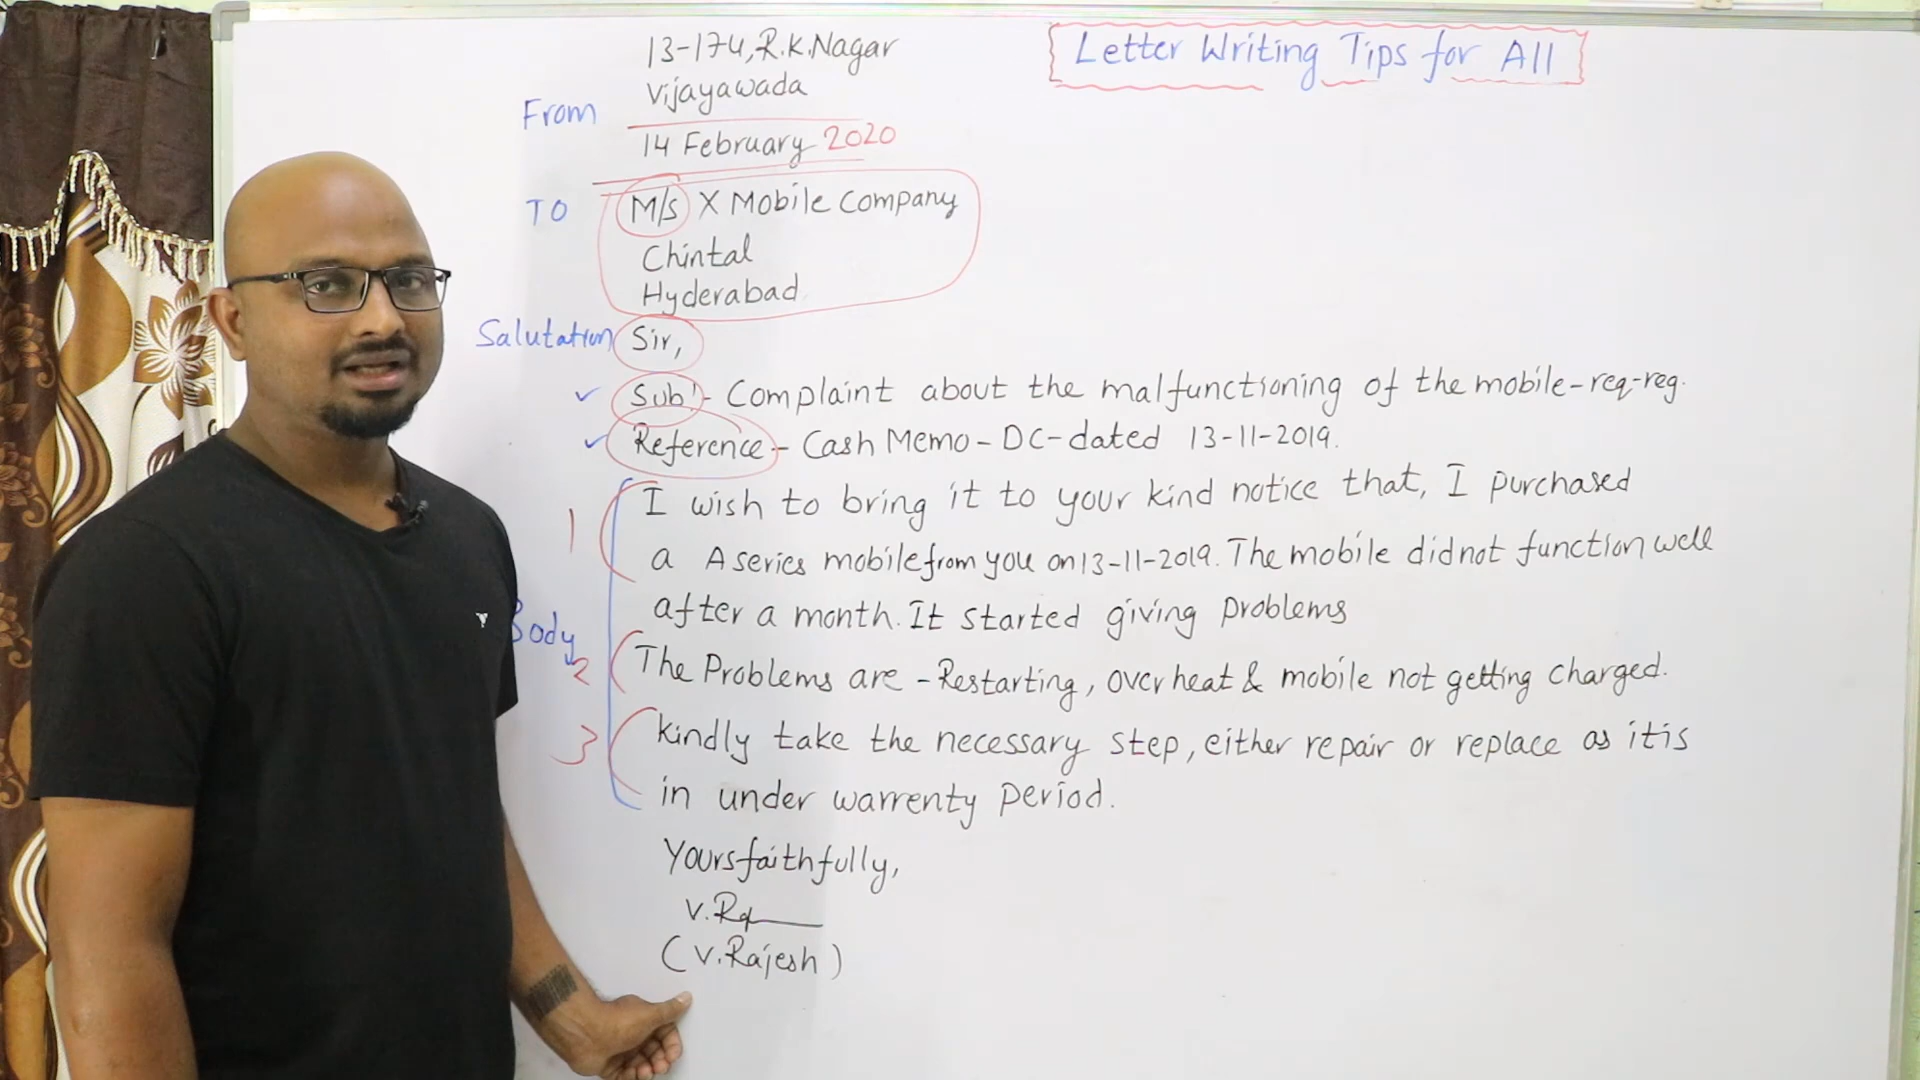 Letter Writing Tips for All
13-174, R.K.Nagar
Vijayawada
From
14 February 2020
TO
M/s X Mobile Company
Chintal
Hyderabad
Salutation Sir,
✓ Sub:- Complaint about the malfunctioning of the mobile-req-reg.
✓ Reference:- Cash Memo-DC-dated 13-11-2019.
1 I wish to bring it to your kind notice that, I purchased
a A series mobile from you on 13-11-2019. The mobile did not function well
after a month. It started giving problems
Body
2 The Problems are -Restarting, overheat & mobile not getting charged.
3 kindly take the necessary step, either repair or replace as it is
in under warrenty period.
Yours faithfully,
V.Raj
(V.Rajesh)